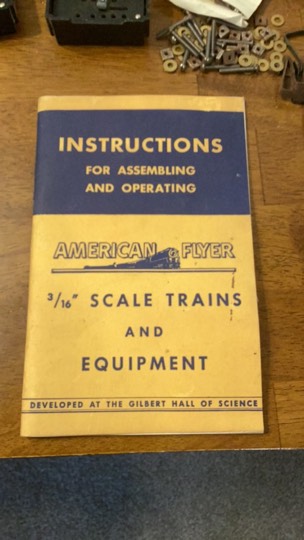 INSTRUCTIONS
FOR ASSEMBLING
AND OPERATING
AMERICAN FLYER
3/16" SCALE TRAINS
AND
EQUIPMENT
DEVELOPED AT THE GILBERT HALL OF SCIENCE